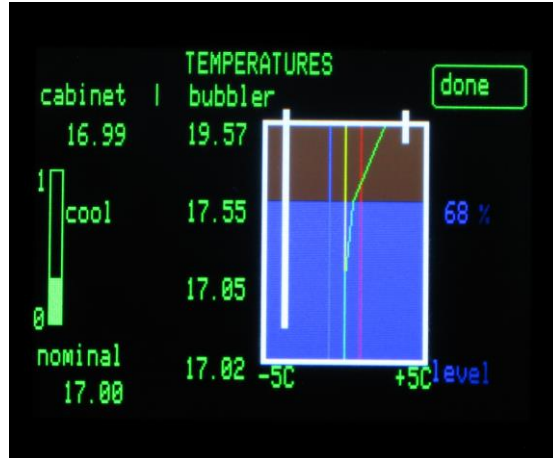 TEMPERATURES
cabinet | bubbler
done
16.99 19.57
1
cool 17.55 68 %
17.05
0
nominal
17.02 -5C +5C level
17.00